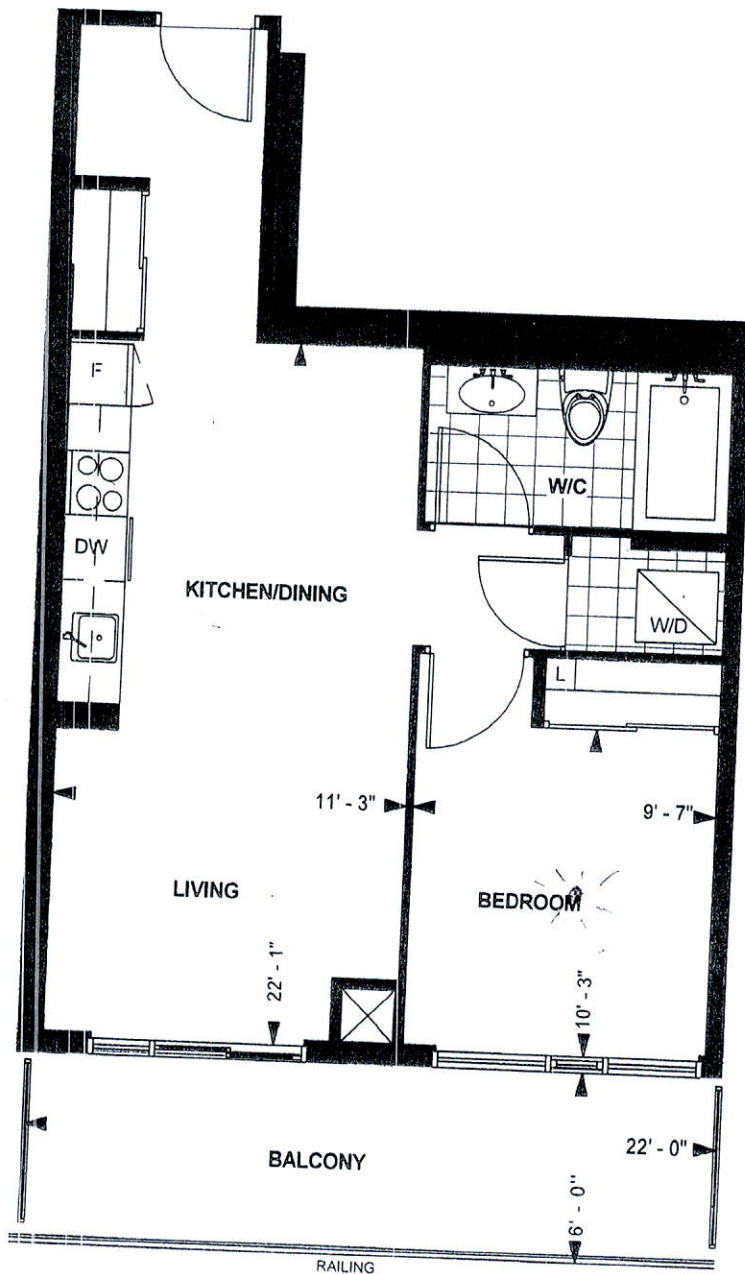 F
W/C
DW
KITCHEN/DINING
W/D
L
11' - 3"
9' - 7"
LIVING
BEDROOM
22' - 1"
10' - 3"
BALCONY
22' - 0"
6' - 0"
RAILING